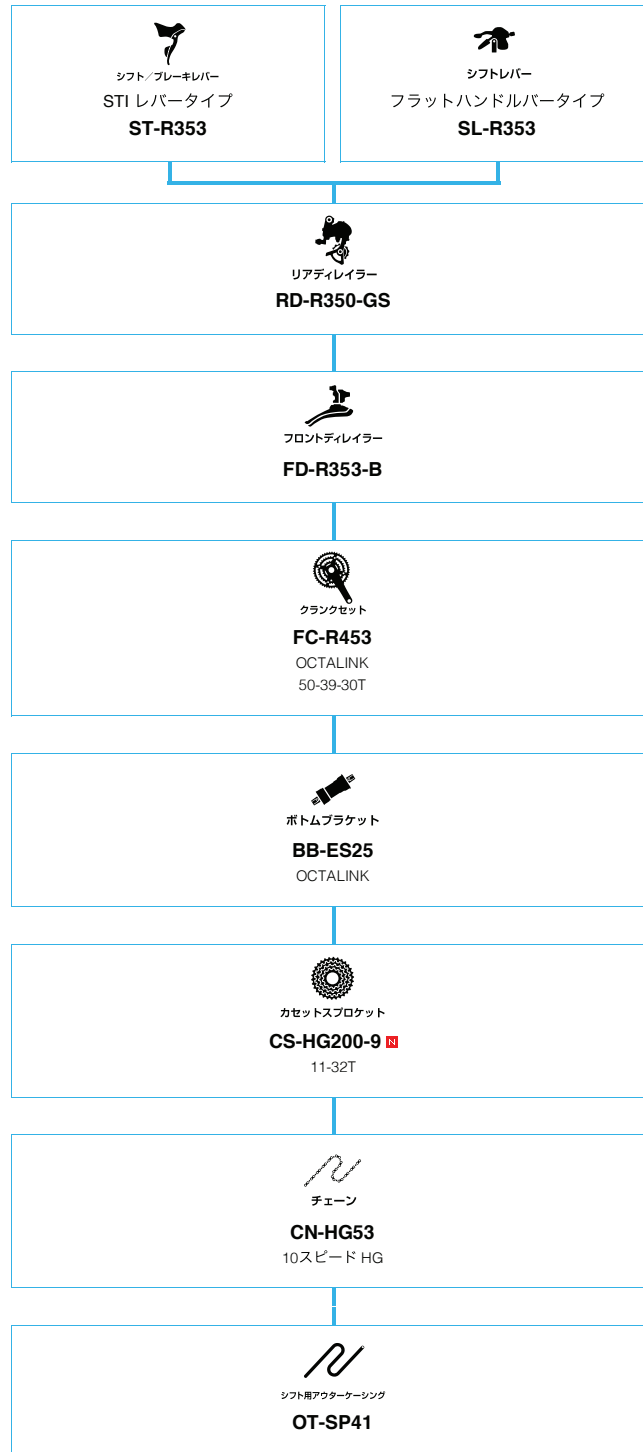 シフト／ブレーキレバー
STI レバータイプ
ST-R353
シフトレバー
フラットハンドルバータイプ
SL-R353
リアディレイラー
RD-R350-GS
フロントディレイラー
FD-R353-B
クランクセット
FC-R453
OCTALINK
50-39-30T
ボトムブラケット
BB-ES25
OCTALINK
カセットスプロケット
CS-HG200-9 N
11-32T
チェーン
CN-HG53
10スピード HG
シフト用アウターケーシング
OT-SP41